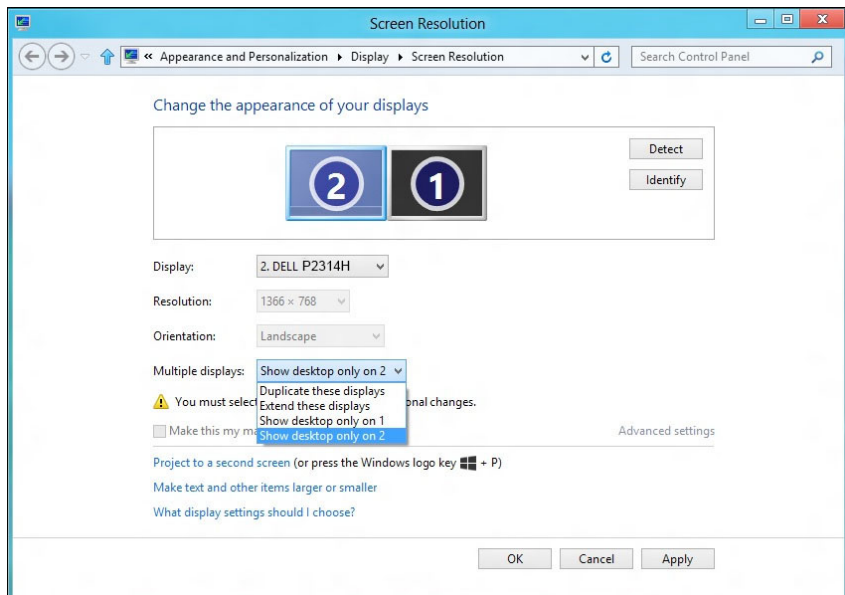 Screen Resolution
« Appearance and Personalization Display Screen Resolution Search Control Panel
Change the appearance of your displays
2 1
Detect
Identify
Display: 2. DELL P2314H
Resolution: 1366 × 768
Orientation: Landscape
Multiple displays: Show desktop only on 2
Duplicate these displays
You must selec onal changes.
Extend these displays
Show desktop only on 1
Make this my m Advanced settings
Show desktop only on 2
Project to a second screen (or press the Windows logo key + P)
Make text and other items larger or smaller
What display settings should I choose?
OK Cancel Apply